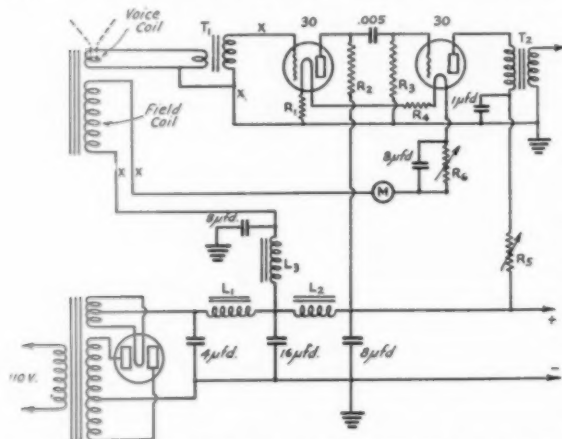 Voice
Coil
T1
X
30
.005
30
T2
R1
R2
R3
R4
1μfd
X
Field
Coil
8μfd
R6
X X
M
8μfd.
L3
R5
L1
L2
+
4μfd.
16μfd.
8μfd
110 V.
-